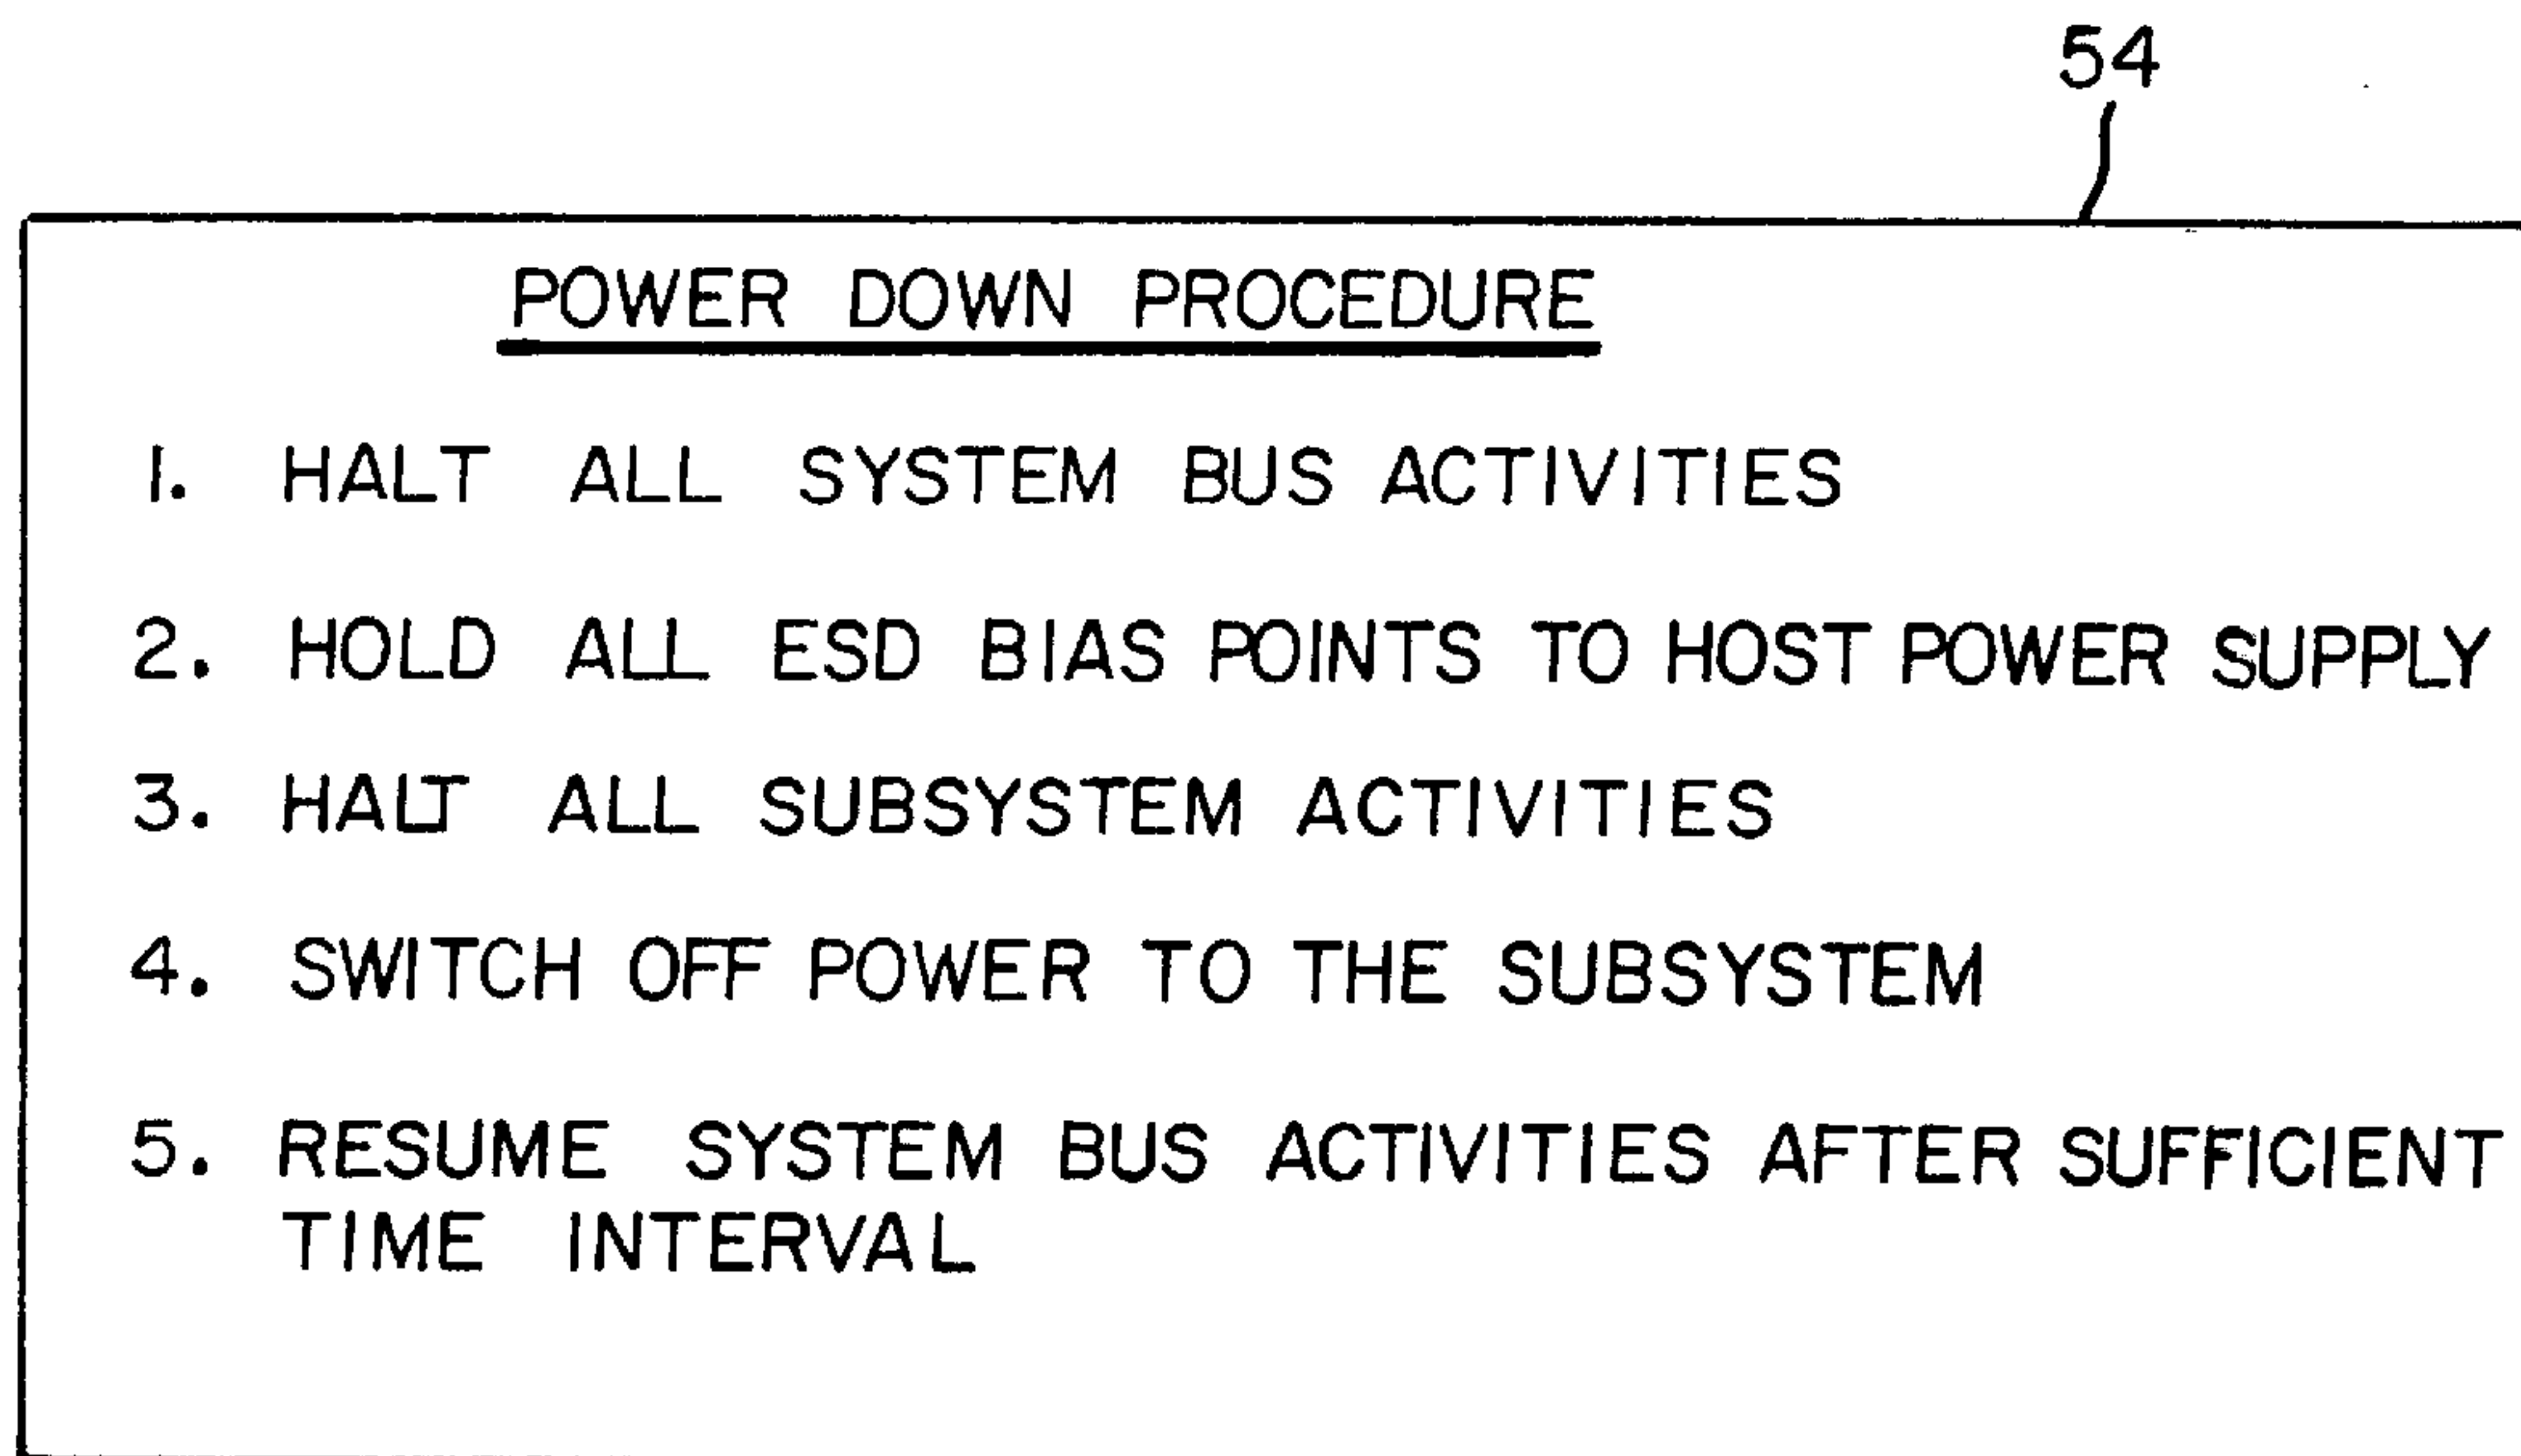 54
POWER DOWN PROCEDURE
1. HALT ALL SYSTEM BUS ACTIVITIES
2. HOLD ALL ESD BIAS POINTS TO HOST POWER SUPPLY
3. HALT ALL SUBSYSTEM ACTIVITIES
4. SWITCH OFF POWER TO THE SUBSYSTEM
5. RESUME SYSTEM BUS ACTIVITIES AFTER SUFFICIENT
TIME INTERVAL